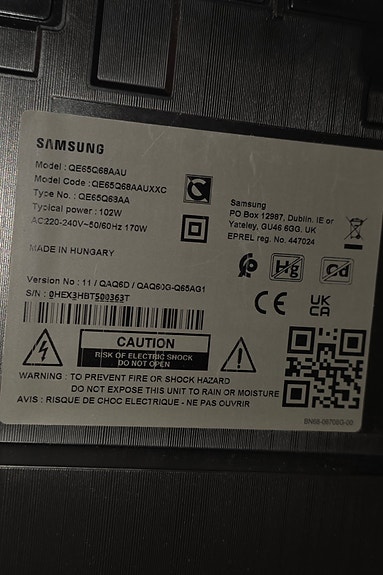 SAMSUNG
Model : QE65Q68AAU
Model Code : QE65Q68AAUXXC
Type No. : QE65Q68AA
Typical power : 102W
AC220-240V~50/60Hz 170W
MADE IN HUNGARY
Samsung
PO Box 12987, Dublin. IE or
Yateley, GU46 6GG. UK
EPREL reg. No. 447024
Hg
Cd
Version No : 11 / QAQ6D / QAQ60G-Q65AG1
S/N : 0HEX3HBT500363T
CE
UK
CA
CAUTION
RISK OF ELECTRIC SHOCK
DO NOT OPEN
WARNING : TO PREVENT FIRE OR SHOCK HAZARD
DO NOT EXPOSE THIS UNIT TO RAIN OR MOISTURE
AVIS : RISQUE DE CHOC ELECTRIQUE - NE PAS OUVRIR
BN68-06708G-00